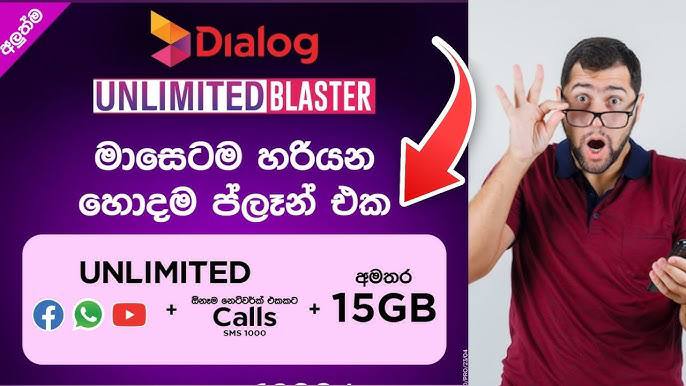 අලුත්ම
Dialog
UNLIMITED BLASTER
මාසෙටම හරියන
හොඳම ප්ලෑන් එක
UNLIMITED
+ ඕනෑම නෙට්වර්ක් එකකට
Calls
SMS 1000
+ අමතර
15GB